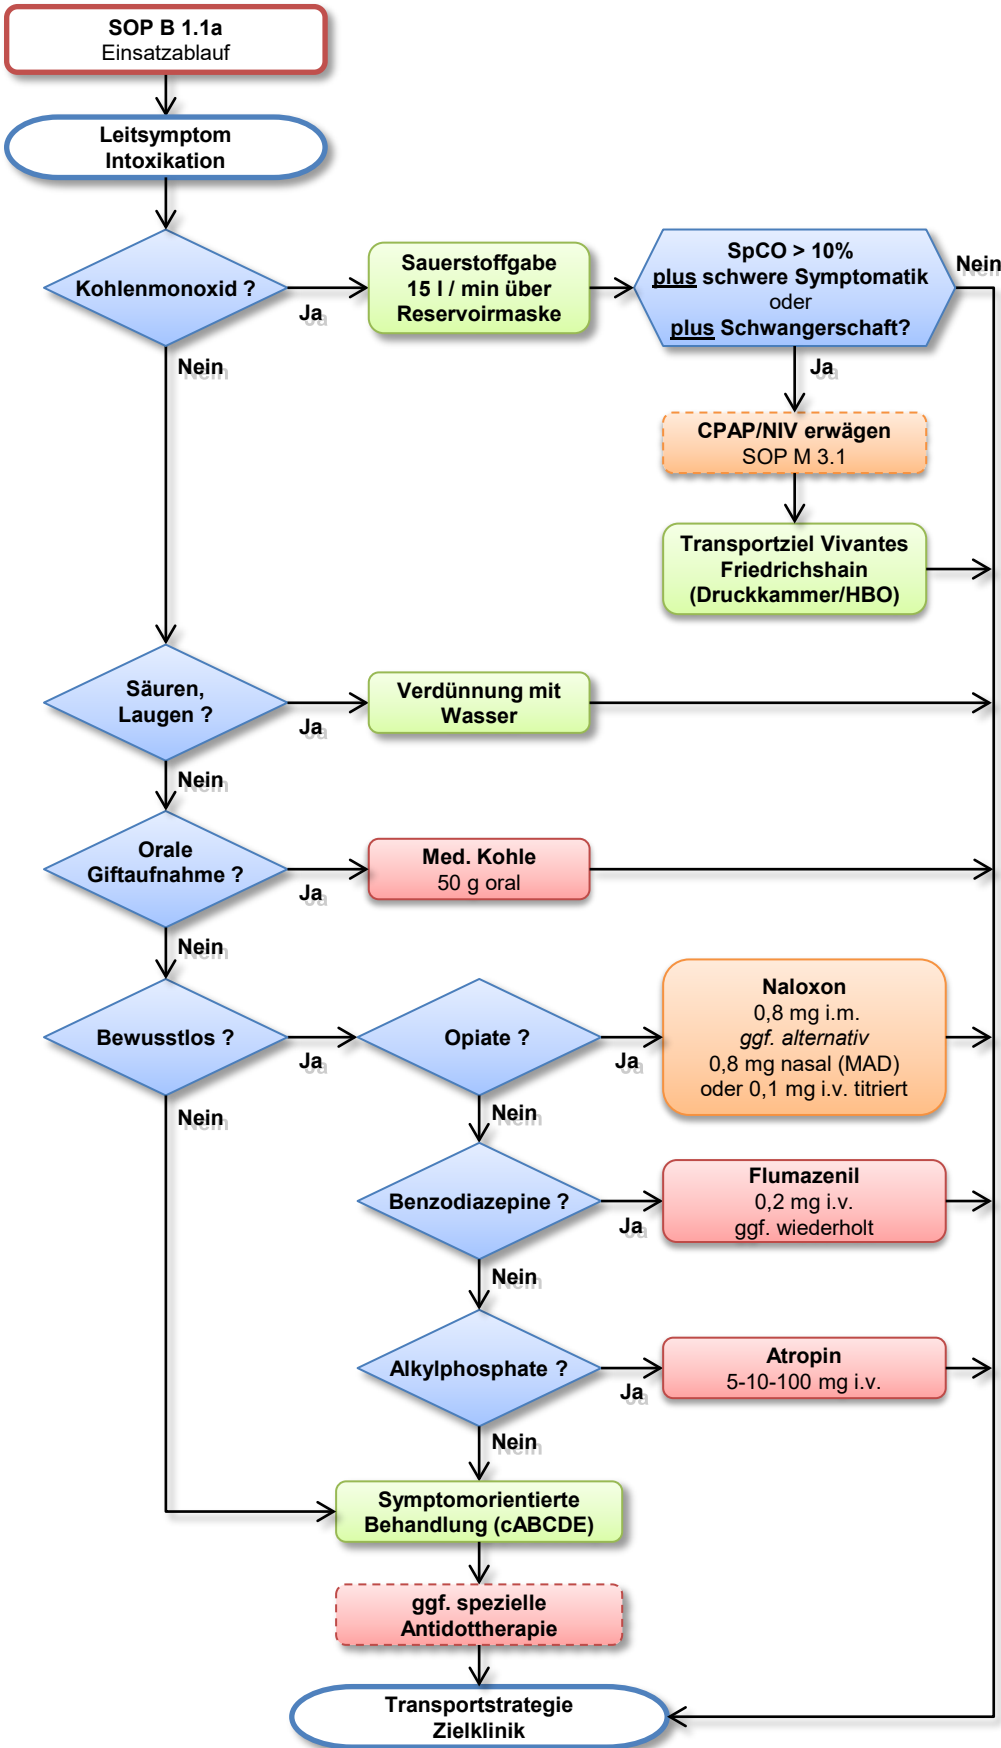 SOP B 1.1a
Einsatzablauf
Leitsymptom
Intoxikation
Kohlenmonoxid ?
Ja
Sauerstoffgabe
15 l / min über
Reservoirmaske
SpCO > 10%
plus schwere Symptomatik
oder
plus Schwangerschaft?
Nein
Nein
Ja
CPAP/NIV erwägen
SOP M 3.1
Transportziel Vivantes
Friedrichshain
(Druckkammer/HBO)
Säuren,
Laugen ?
Ja
Verdünnung mit
Wasser
Nein
Orale
Giftaufnahme ?
Ja
Med. Kohle
50 g oral
Nein
Bewusstlos ?
Ja
Opiate ?
Ja
Naloxon
0,8 mg i.m.
ggf. alternativ
0,8 mg nasal (MAD)
oder 0,1 mg i.v. titriert
Nein
Nein
Benzodiazepine ?
Ja
Flumazenil
0,2 mg i.v.
ggf. wiederholt
Nein
Alkylphosphate ?
Ja
Atropin
5-10-100 mg i.v.
Nein
Symptomorientierte
Behandlung (cABCDE)
ggf. spezielle
Antidottherapie
Transportstrategie
Zielklinik